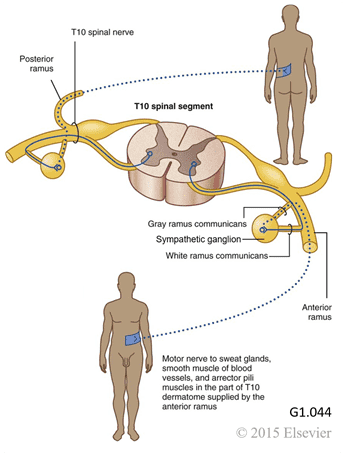 T10 spinal nerve
Posterior
ramus
T10 spinal segment
Gray ramus communicans
Sympathetic ganglion
White ramus communicans
Anterior
ramus
Motor nerve to sweat glands,
smooth muscle of blood
vessels, and arrector pili
muscles in the part of T10
dermatome supplied by the
anterior ramus
G1.044
© 2015 Elsevier